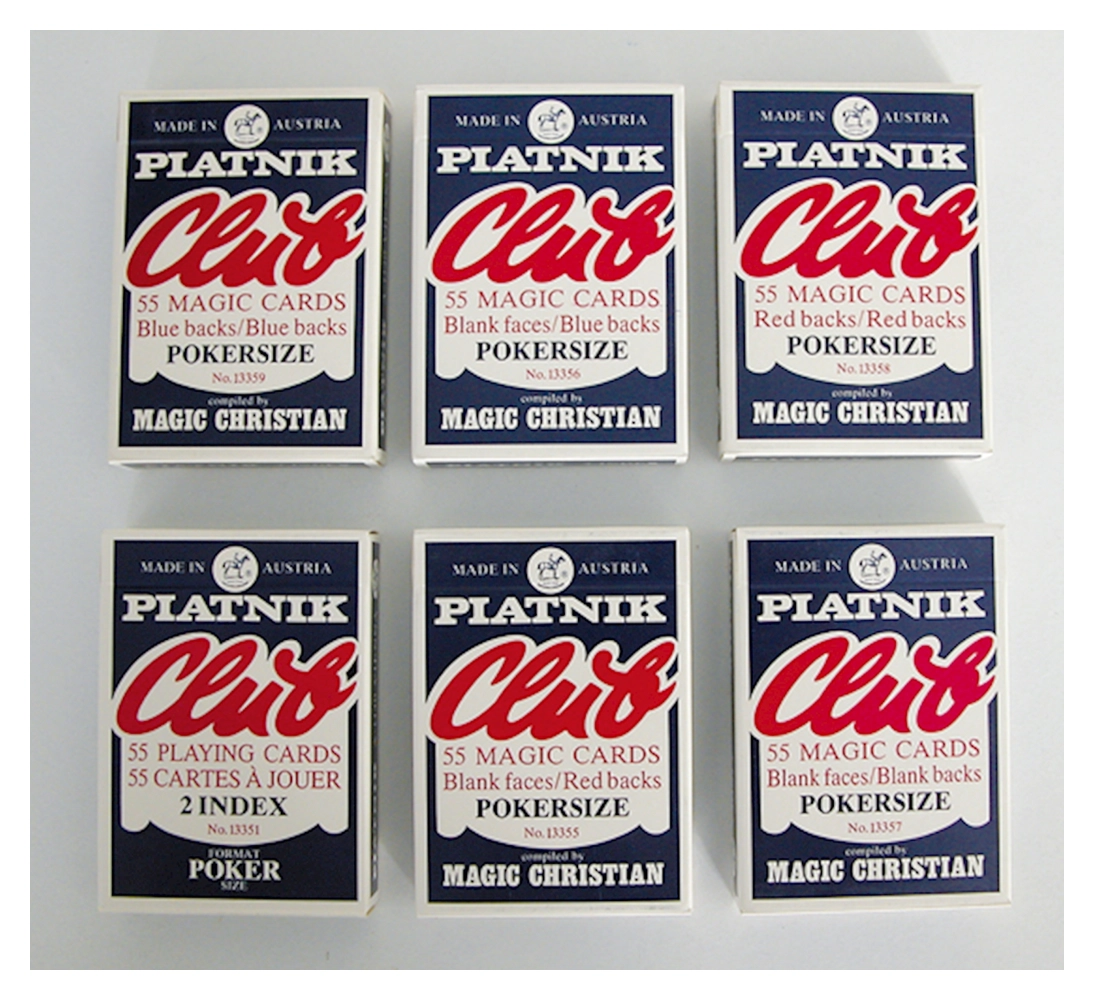 MADE IN AUSTRIA
PIATNIK
Club
55 MAGIC CARDS
Blue backs/Blue backs
POKERSIZE
No. 13359
compiled by
MAGIC CHRISTIAN
MADE IN AUSTRIA
PIATNIK
Club
55 MAGIC CARDS
Blank faces/Blue backs
POKERSIZE
No. 13356
compiled by
MAGIC CHRISTIAN
MADE IN AUSTRIA
PIATNIK
Club
55 MAGIC CARDS
Red backs/Red backs
POKERSIZE
No. 13358
compiled by
MAGIC CHRISTIAN
MADE IN AUSTRIA
PIATNIK
Club
55 PLAYING CARDS
55 CARTES À JOUER
2 INDEX
No. 13351
FORMAT
POKER
SIZE
MADE IN AUSTRIA
PIATNIK
Club
55 MAGIC CARDS
Blank faces/Red backs
POKERSIZE
No. 13355
compiled by
MAGIC CHRISTIAN
MADE IN AUSTRIA
PIATNIK
Club
55 MAGIC CARDS
Blank faces/Blank backs
POKERSIZE
No. 13357
compiled by
MAGIC CHRISTIAN